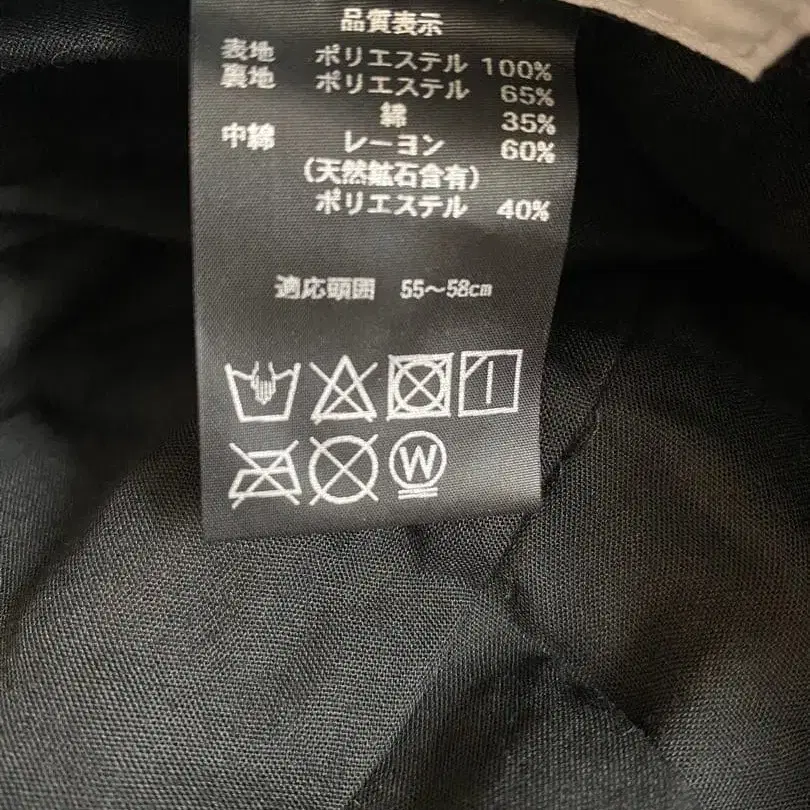 品質表示
表地 ポリエステル 100%
裏地 ポリエステル 65%
綿 35%
中綿 レーヨン 60%
(天然鉱石含有)
ポリエステル 40%
適応頭囲 55〜58cm
W